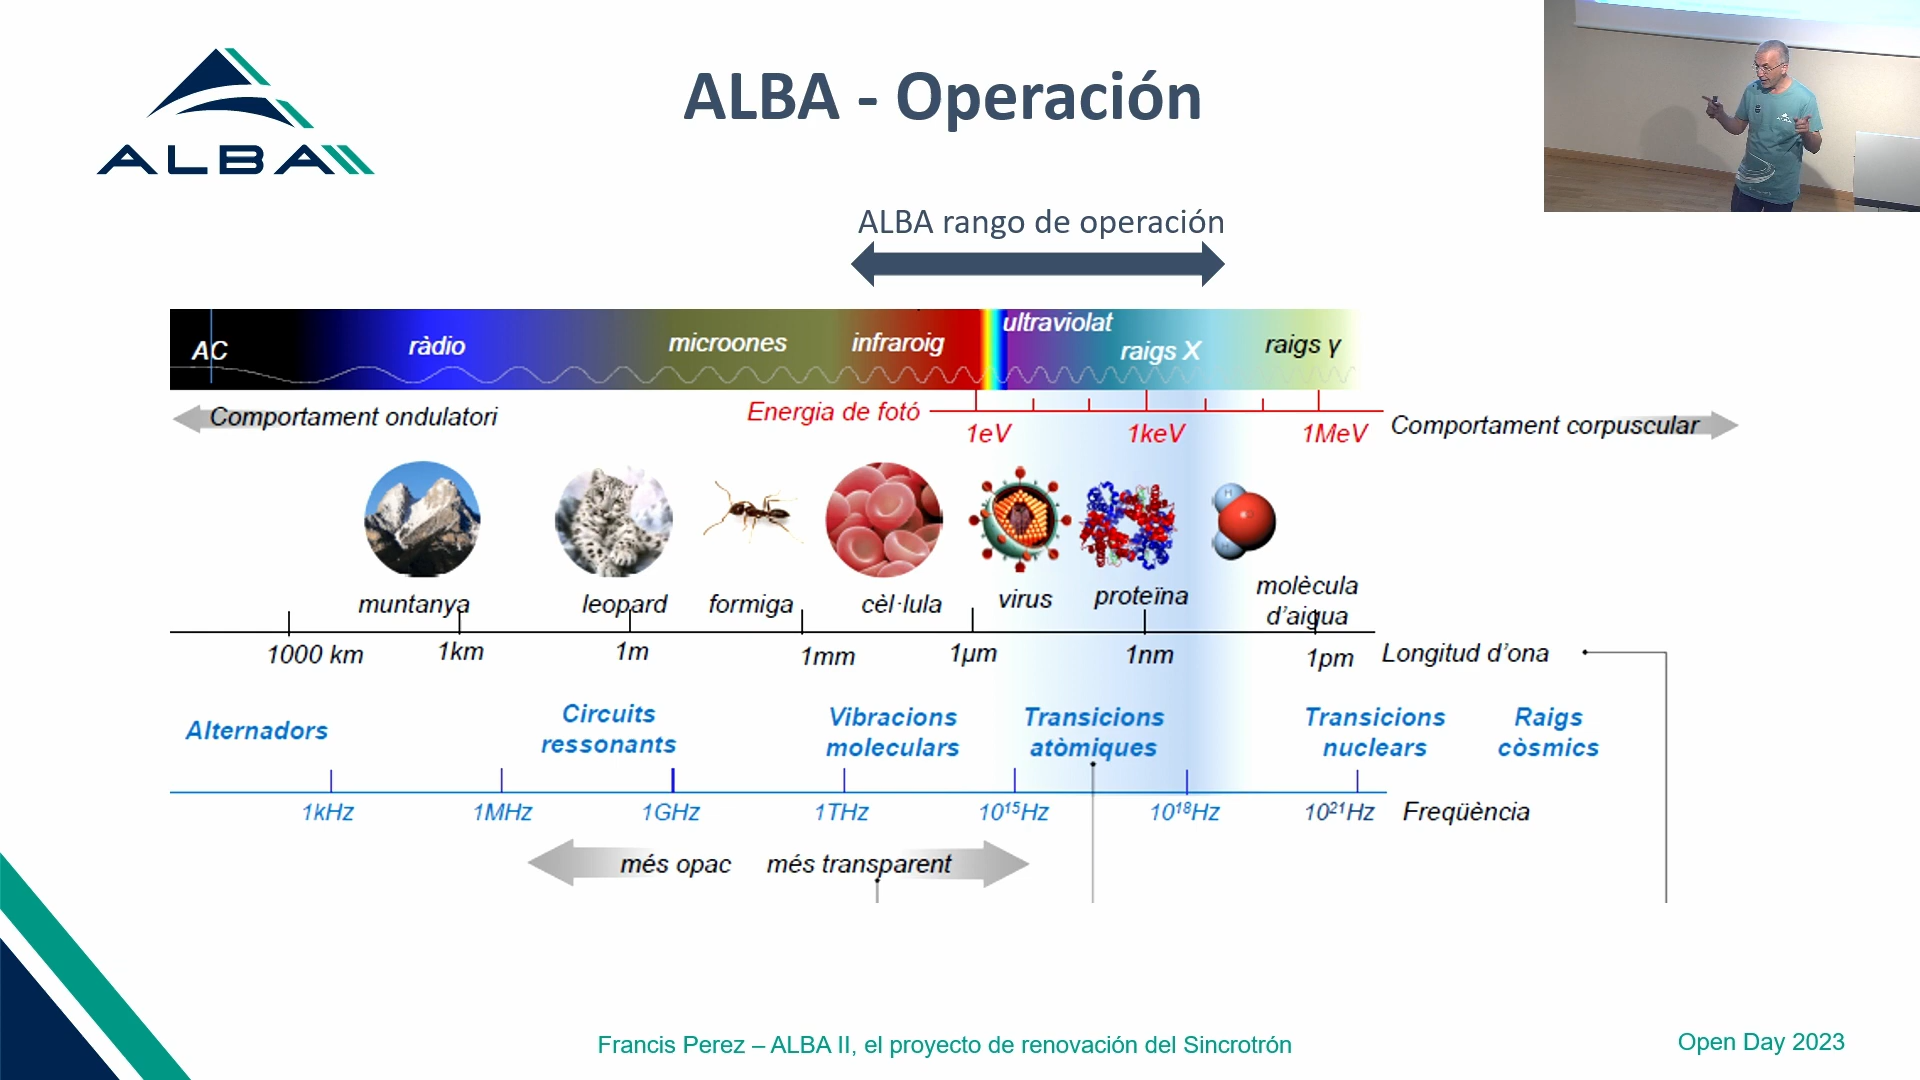 ALBA - Operación
ALBA
ALBA rango de operación
AC
ràdio
microones
infraroig
ultraviolat
raigs X
raigs γ
Comportament ondulatori
Energia de fotó
1eV
1keV
1MeV
Comportament corpuscular
muntanya
leopard
formiga
cèl·lula
virus
proteïna
molècula
d'aigua
1000 km
1km
1m
1mm
1µm
1nm
1pm
Longitud d'ona
Alternadors
Circuits
ressonants
Vibracions
moleculars
Transicions
atòmiques
Transicions
nuclears
Raigs
còsmics
1kHz
1MHz
1GHz
1THz
10¹⁵Hz
10¹⁸Hz
10²¹Hz
Freqüència
més opac
més transparent
Francis Perez – ALBA II, el proyecto de renovación del Sincrotrón
Open Day 2023